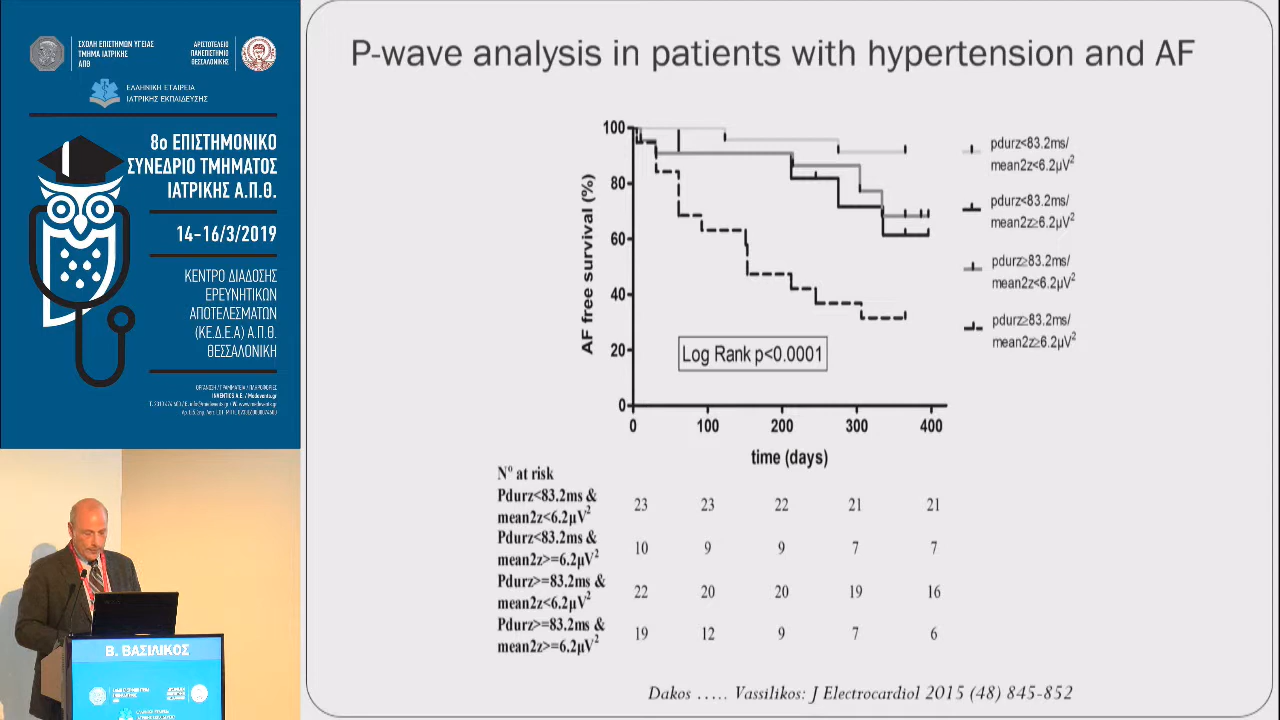 ΣΧΟΛΗ ΕΠΙΣΤΗΜΩΝ ΥΓΕΙΑΣ
ΤΜΗΜΑ ΙΑΤΡΙΚΗΣ
ΑΠΘ
ΑΡΙΣΤΟΤΕΛΕΙΟ
ΠΑΝΕΠΙΣΤΗΜΙΟ
ΘΕΣΣΑΛΟΝΙΚΗΣ
ΕΛΛΗΝΙΚΗ ΕΤΑΙΡΕΙΑ
ΙΑΤΡΙΚΗΣ ΕΚΠΑΙΔΕΥΣΗΣ
8ο ΕΠΙΣΤΗΜΟΝΙΚΟ
ΣΥΝΕΔΡΙΟ ΤΜΗΜΑΤΟΣ
ΙΑΤΡΙΚΗΣ Α.Π.Θ.
14-16/3/2019
ΚΕΝΤΡΟ ΔΙΑΔΟΣΗΣ
ΕΡΕΥΝΗΤΙΚΩΝ
ΑΠΟΤΕΛΕΣΜΑΤΩΝ
(ΚΕ.Δ.Ε.Α) Α.Π.Θ.
ΘΕΣΣΑΛΟΝΙΚΗ
ΟΡΓΑΝΩΣΗ / ΓΡΑΜΜΑΤΕΙΑ / ΠΛΗΡΟΦΟΡΙΕΣ
INVENTICS A.E. / Medevents.gr
Β. ΒΑΣΙΛΙΚΟΣ
P-wave analysis in patients with hypertension and AF
AF free survival (%)
100
80
60
40
20
0
Log Rank p<0.0001
0 100 200 300 400
time (days)
pdurz<83.2ms/
mean2z<6.2μV²
pdurz<83.2ms/
mean2z≥6.2μV²
pdurz≥83.2ms/
mean2z<6.2μV²
pdurz≥83.2ms/
mean2z≥6.2μV²
N° at risk
Pdurz<83.2ms &
mean2z<6.2μV² 23 23 22 21 21
Pdurz<83.2ms &
mean2z>=6.2μV² 10 9 9 7 7
Pdurz>=83.2ms &
mean2z<6.2μV² 22 20 20 19 16
Pdurz>=83.2ms &
mean2z>=6.2μV² 19 12 9 7 6
Dakos ….. Vassilikos: J Electrocardiol 2015 (48) 845-852